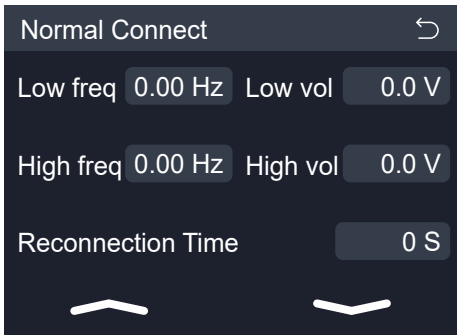 Normal Connect
Low freq 0.00 Hz Low vol 0.0 V
High freq 0.00 Hz High vol 0.0 V
Reconnection Time 0 S